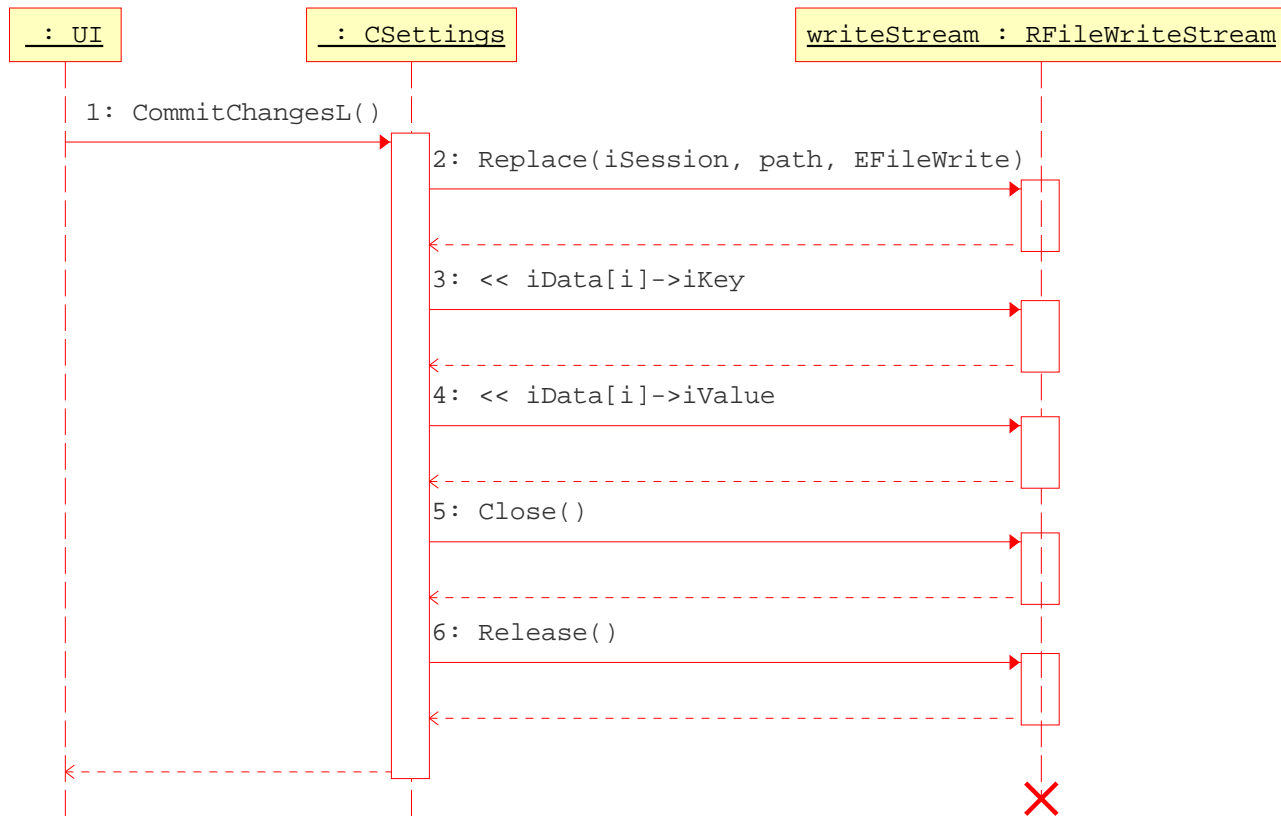 : UI
: CSettings
writeStream : RFileWriteStream
1: CommitChangesL()
2: Replace(iSession, path, EFileWrite)
3: << iData[i]->iKey
4: << iData[i]->iValue
5: Close()
6: Release()